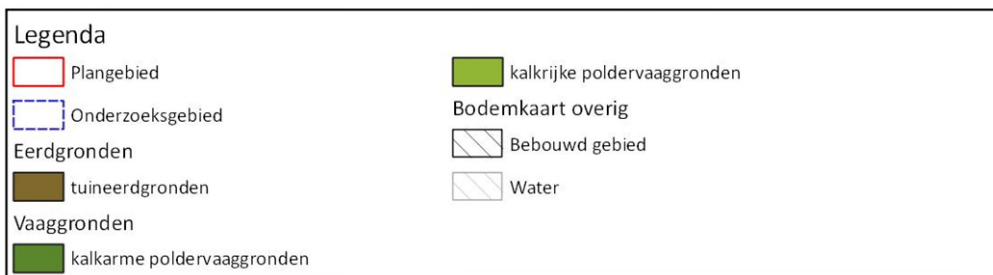 Legenda
Plangebied
Onderzoeksgebied
Eerdgronden
tuineerdgronden
Vaaggronden
kalkarme poldervaaggronden
kalkrijke poldervaaggronden
Bodemkaart overig
Bebouwd gebied
Water